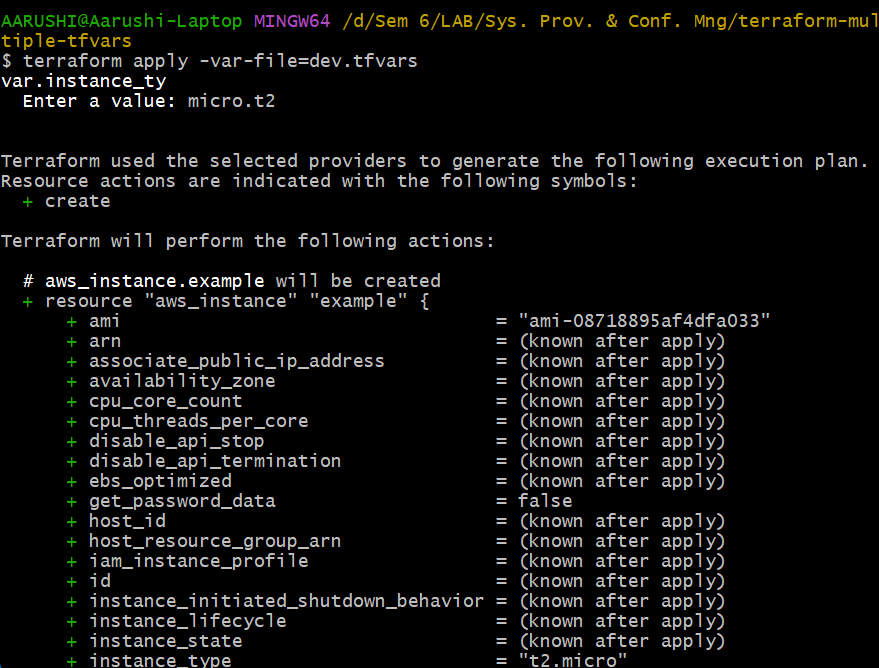 AARUSHI@Aarushi-Laptop MINGW64 /d/Sem 6/LAB/Sys. Prov. & Conf. Mng/terraform-mul
tiple-tfvars
$ terraform apply -var-file=dev.tfvars
var.instance_ty
  Enter a value: micro.t2
Terraform used the selected providers to generate the following execution plan.
Resource actions are indicated with the following symbols:
  + create
Terraform will perform the following actions:
  # aws_instance.example will be created
  + resource "aws_instance" "example" {
      + ami                                  = "ami-08718895af4dfa033"
      + arn                                  = (known after apply)
      + associate_public_ip_address          = (known after apply)
      + availability_zone                    = (known after apply)
      + cpu_core_count                       = (known after apply)
      + cpu_threads_per_core                 = (known after apply)
      + disable_api_stop                     = (known after apply)
      + disable_api_termination              = (known after apply)
      + ebs_optimized                        = (known after apply)
      + get_password_data                    = false
      + host_id                              = (known after apply)
      + host_resource_group_arn              = (known after apply)
      + iam_instance_profile                 = (known after apply)
      + id                                   = (known after apply)
      + instance_initiated_shutdown_behavior = (known after apply)
      + instance_lifecycle                   = (known after apply)
      + instance_state                       = (known after apply)
      + instance_type                        = "t2.micro"